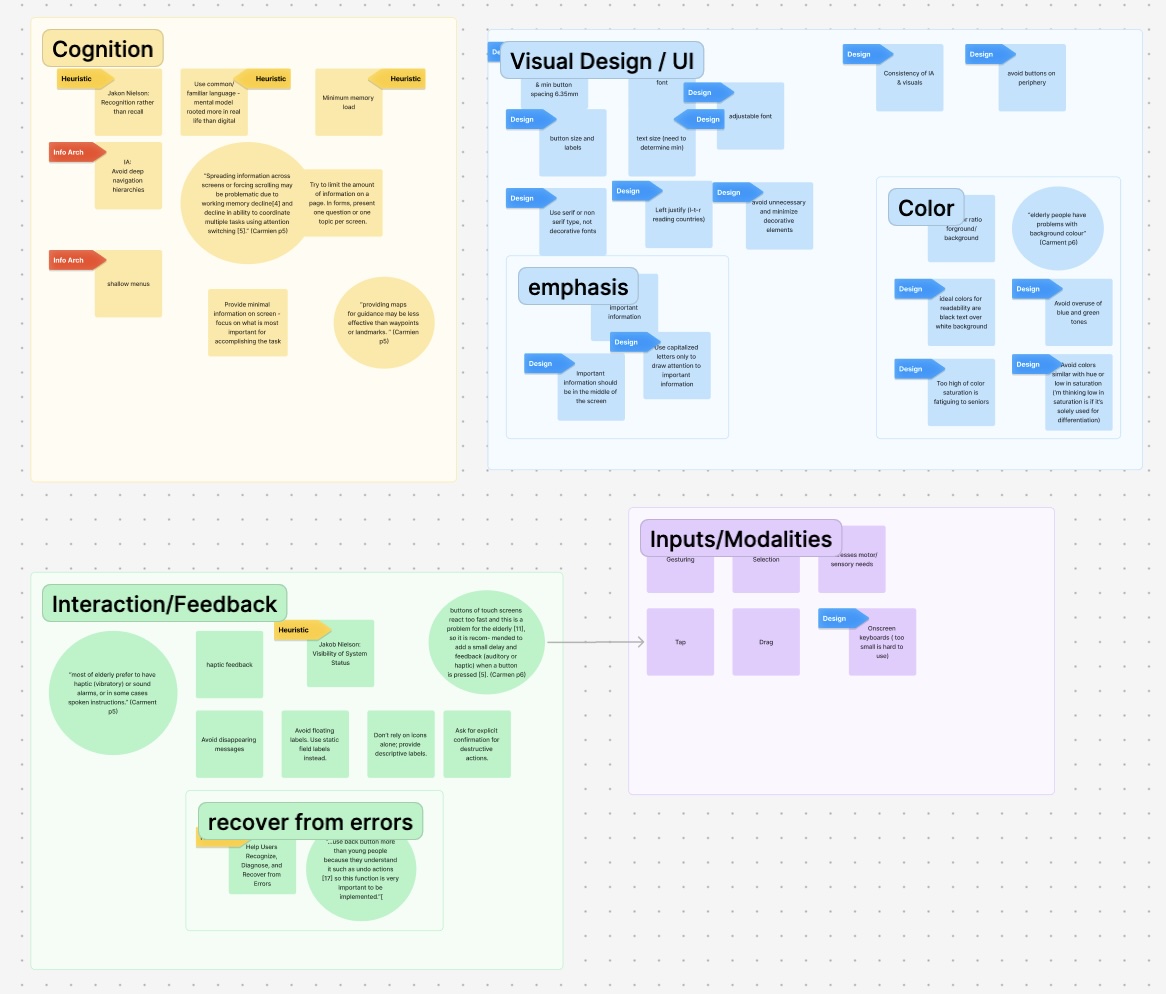 Cognition
Heuristic
Jakon Nielson:
Recognition rather
than recall
Heuristic
Use common/
familiar language -
mental model
rooted more in real
life than digital
Heuristic
Minimum memory
load
Info Arch
IA:
Avoid deep
navigation
hierarchies
"Spreading information across
screens or forcing scrolling may
be problematic due to
working memory decline[4] and
decline in ability to coordinate
multiple tasks using attention
switching [5]." (Carmien p5)
Try to limit the amount
of information on a
page. In forms, present
one question or one
topic per screen.
Info Arch
shallow menus
Provide minimal
information on screen -
focus on what is most
important for
accomplishing the task
"providing maps
for guidance may be less
effective than waypoints
or landmarks. " (Carmien
p5)
Visual Design / UI
& min button
spacing 6.35mm
font
Design
adjustable font
Design
button size and
labels
Design
text size (need to
determine min)
Design
Use serif or non
serif type, not
decorative fonts
Design
Left justify (l-t-r
reading countries)
Design
avoid unnecessary
and minimize
decorative
elements
Design
Consistency of IA
& visuals
Design
avoid buttons on
periphery
emphasis
important
information
Design
Use capitalized
letters only to
draw attention to
important
information
Design
Important
information should
be in the middle of
the screen
Color
ratio
forground/
background
"elderly people have
problems with
background colour"
(Carment p6)
Design
Ideal colors for
readability are
black text over
white background
Design
Avoid overuse of
blue and green
tones
Design
Too high of color
saturation is
fatiguing to seniors
Design
Avoid colors
similar with hue or
low in saturation
(i'm thinking low in
saturation is if it's
solely used for
differentiation)
Interaction/Feedback
"most of elderly prefer to have
haptic (vibratory) or sound
alarms, or in some cases
spoken instructions." (Carment
p5)
haptic feedback
Heuristic
Jakob Nielson:
Visibility of System
Status
buttons of touch screens
react too fast and this is a
problem for the elderly [11],
so it is recom- mended to
add a small delay and
feedback (auditory or
haptic) when a button
is pressed [5]. (Carmen p6)
Avoid disappearing
messages
Avoid floating
labels. Use static
field labels
instead.
Don't rely on icons
alone; provide
descriptive labels.
Ask for explicit
confirmation for
destructive
actions.
recover from errors
Help Users
Recognize,
Diagnose, and
Recover from
Errors
"...use back button more
than young people
because they understand
it such as undo actions
[17] so this function is very
important to be
implemented."[
Inputs/Modalities
Gesturing
Selection
sensory needs
Tap
Drag
Design
Onscreen
keyboards ( too
small is hard to
use)